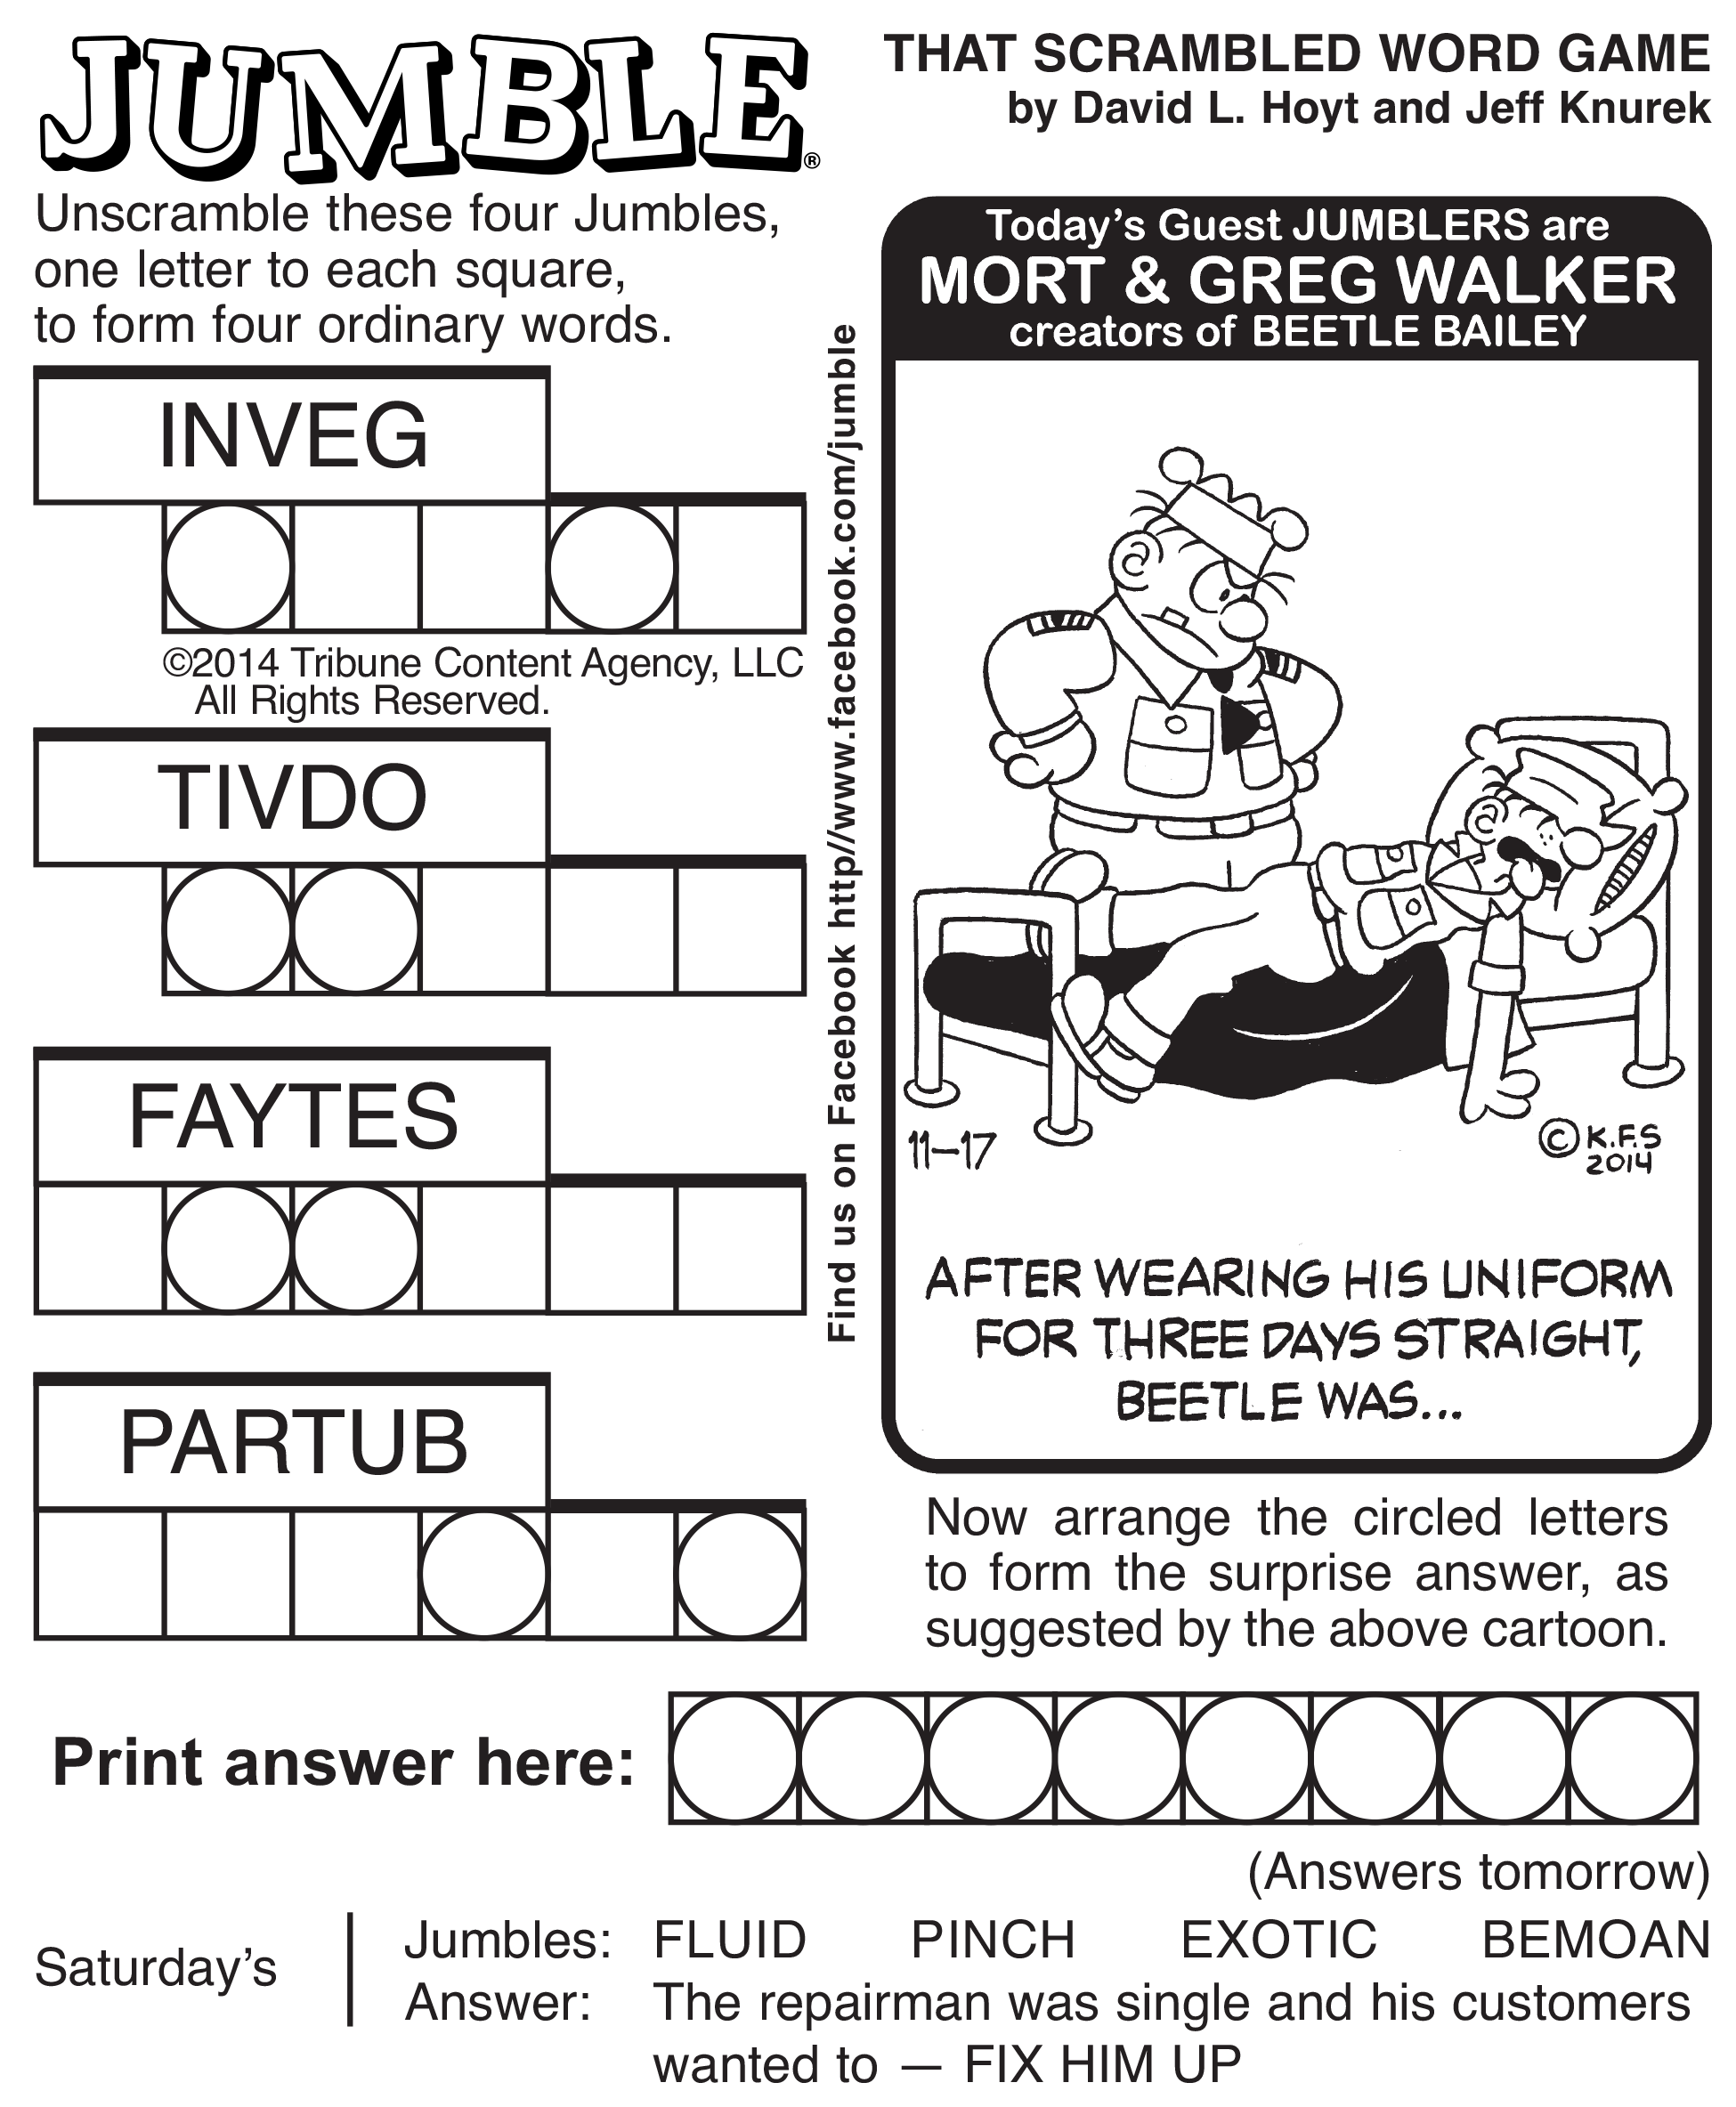 JUMBLE®
THAT SCRAMBLED WORD GAME
by David L. Hoyt and Jeff Knurek
Unscramble these four Jumbles,
one letter to each square,
to form four ordinary words.
INVEG
©2014 Tribune Content Agency, LLC
All Rights Reserved.
TIVDO
FAYTES
PARTUB
Find us on Facebook http//www.facebook.com/jumble
Today's Guest JUMBLERS are
MORT & GREG WALKER
creators of BEETLE BAILEY
11-17
© K.F.S
2014
AFTER WEARING HIS UNIFORM
FOR THREE DAYS STRAIGHT,
BEETLE WAS...
Now arrange the circled letters
to form the surprise answer, as
suggested by the above cartoon.
Print answer here:
(Answers tomorrow)
Saturday's
Jumbles: FLUID PINCH EXOTIC BEMOAN
Answer: The repairman was single and his customers
wanted to — FIX HIM UP